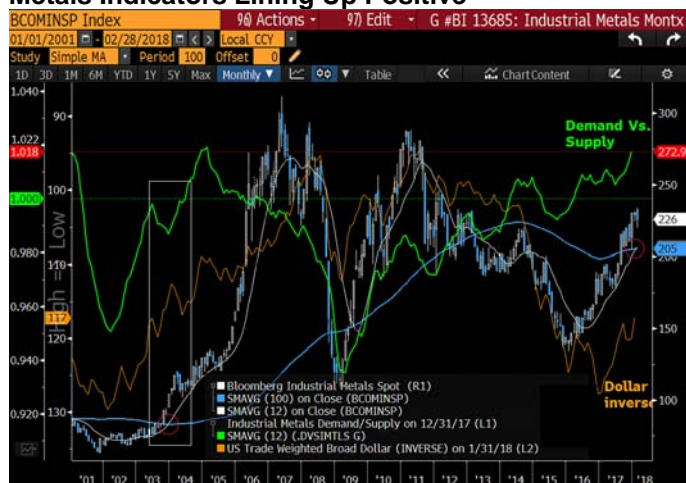 Metals Indicators Lining Up Positive
BCOMINSP Index 96) Actions 97) Edit G #BI 13685: Industrial Metals Montx
01/01/2001 - 02/28/2018 Local CCY
Study Simple MA Period 100 Offset 0
1D 3D 1M 6M YTD 1Y 5Y Max Monthly ▼ Table << Chart Content
1.040 90 300
Demand Vs.
1.022 Supply
1.018 272.9
100 250
1.000
226
205
0.980 110 200
High = Low
0.960
117
120 150
0.940
Bloomberg Industrial Metals Spot (R1)
Dollar
SMAVG (100) on Close (BCOMINSP)
inverse
SMAVG (12) on Close (BCOMINSP)
100
Industrial Metals Demand/Supply on 12/31/17 (L1)
0.920 130
SMAVG (12) (.DVSIMTLS G)
US Trade Weighted Broad Dollar (INVERSE) on 1/31/18 (L2)
'01 '02 '03 '04 '05 '06 '07 '08 '09 '10 '11 '12 '13 '14 '15 '16 '17 '18